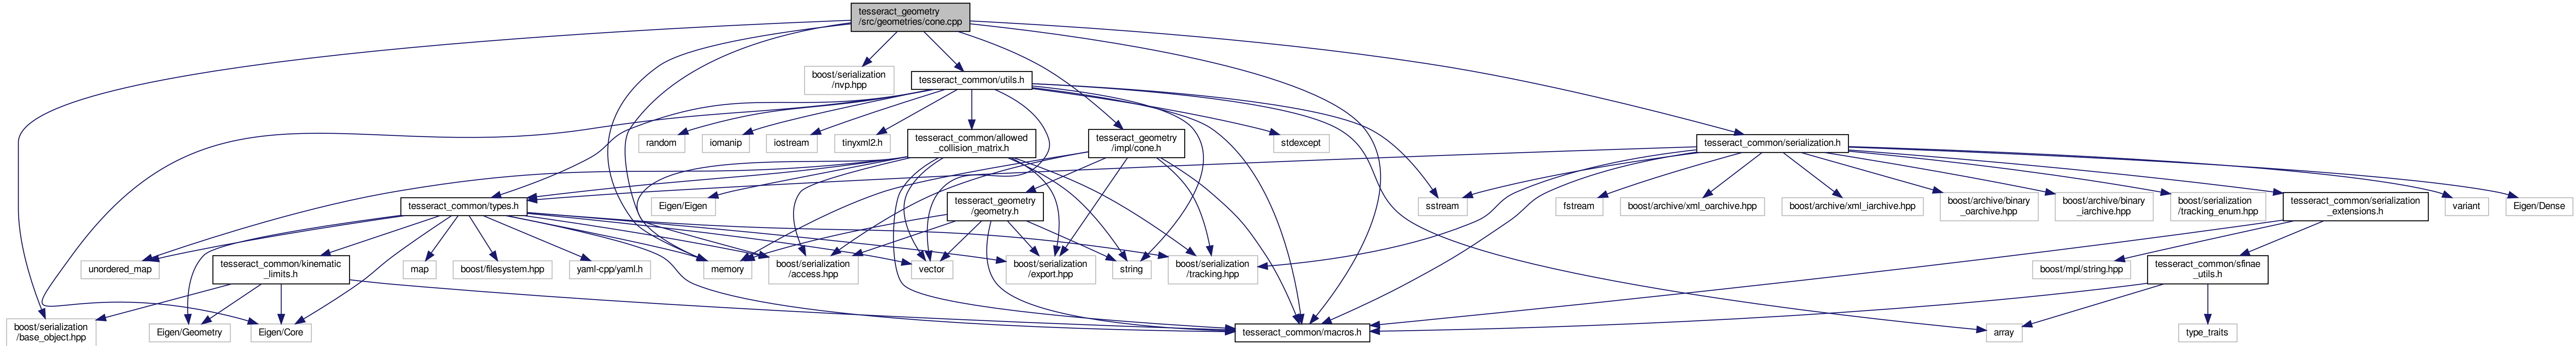 tesseract_geometry
/src/geometries/cone.cpp
boost/serialization
/nvp.hpp
tesseract_common/utils.h
random
iomanip
iostream
tinyxml2.h
tesseract_common/allowed
_collision_matrix.h
tesseract_geometry
/impl/cone.h
stdexcept
tesseract_common/serialization.h
tesseract_common/types.h
Eigen/Eigen
tesseract_geometry
/geometry.h
sstream
fstream
boost/archive/xml_oarchive.hpp
boost/archive/xml_iarchive.hpp
boost/archive/binary
_oarchive.hpp
boost/archive/binary
_iarchive.hpp
boost/serialization
/tracking_enum.hpp
tesseract_common/serialization
_extensions.h
variant
Eigen/Dense
unordered_map
tesseract_common/kinematic
_limits.h
map
boost/filesystem.hpp
yaml-cpp/yaml.h
memory
boost/serialization
/access.hpp
vector
boost/serialization
/export.hpp
string
boost/serialization
/tracking.hpp
boost/mpl/string.hpp
tesseract_common/sfinae
_utils.h
boost/serialization
/base_object.hpp
Eigen/Geometry
Eigen/Core
tesseract_common/macros.h
array
type_traits